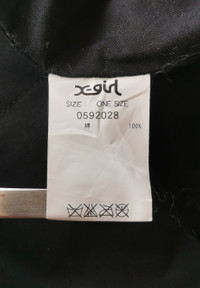 X-girl
SIZE : ONE SIZE
0592028
綿 100%